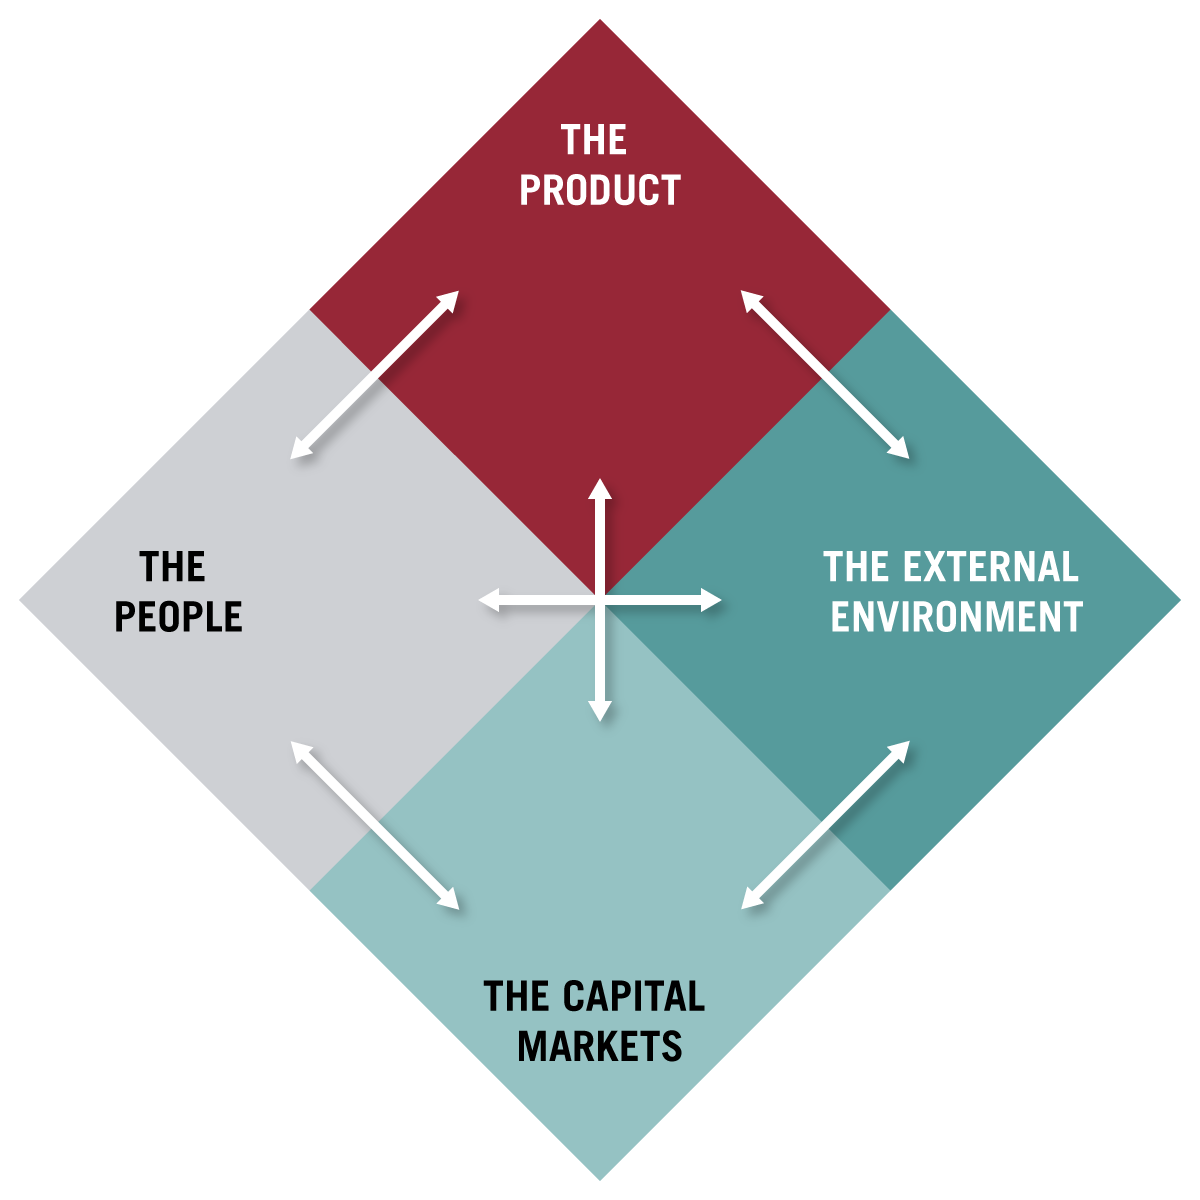 THE
PRODUCT
THE
PEOPLE
THE EXTERNAL
ENVIRONMENT
THE CAPITAL
MARKETS